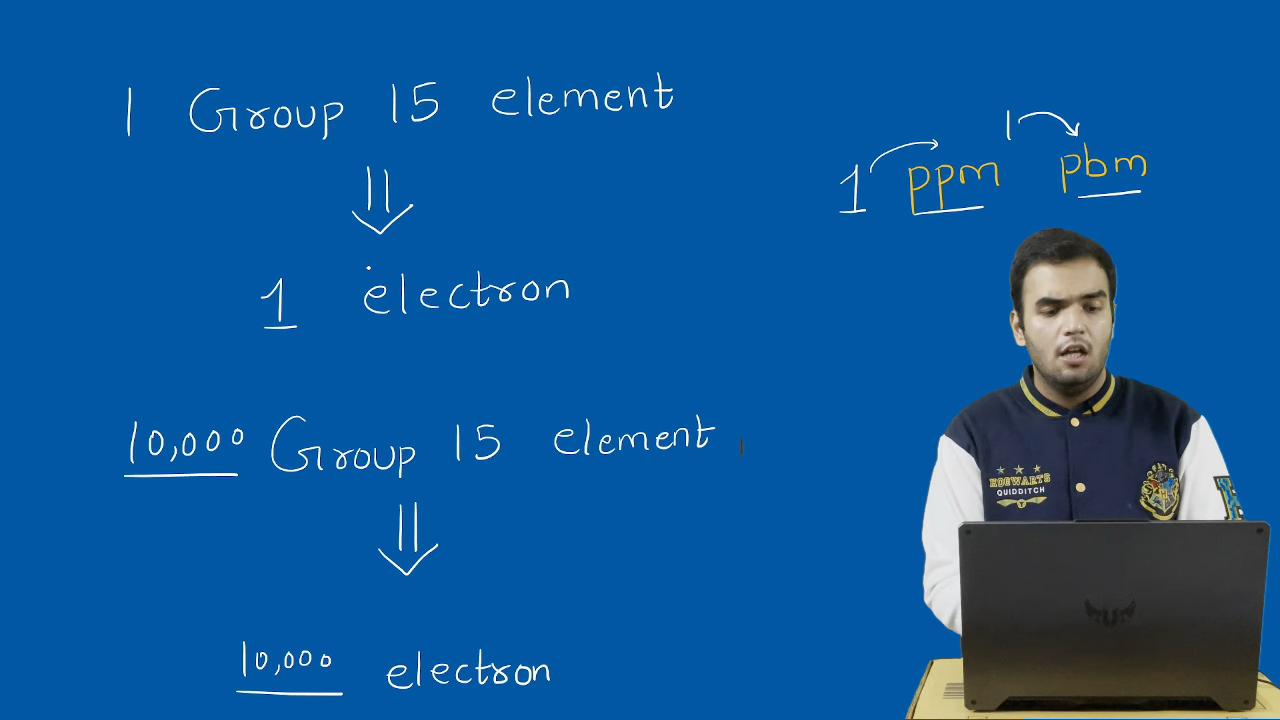 1 Group 15 element
1 electron
10,000 Group 15 element
10,000 electron
1 ppm 1 pbm
HOGWARTS
QUIDDITCH